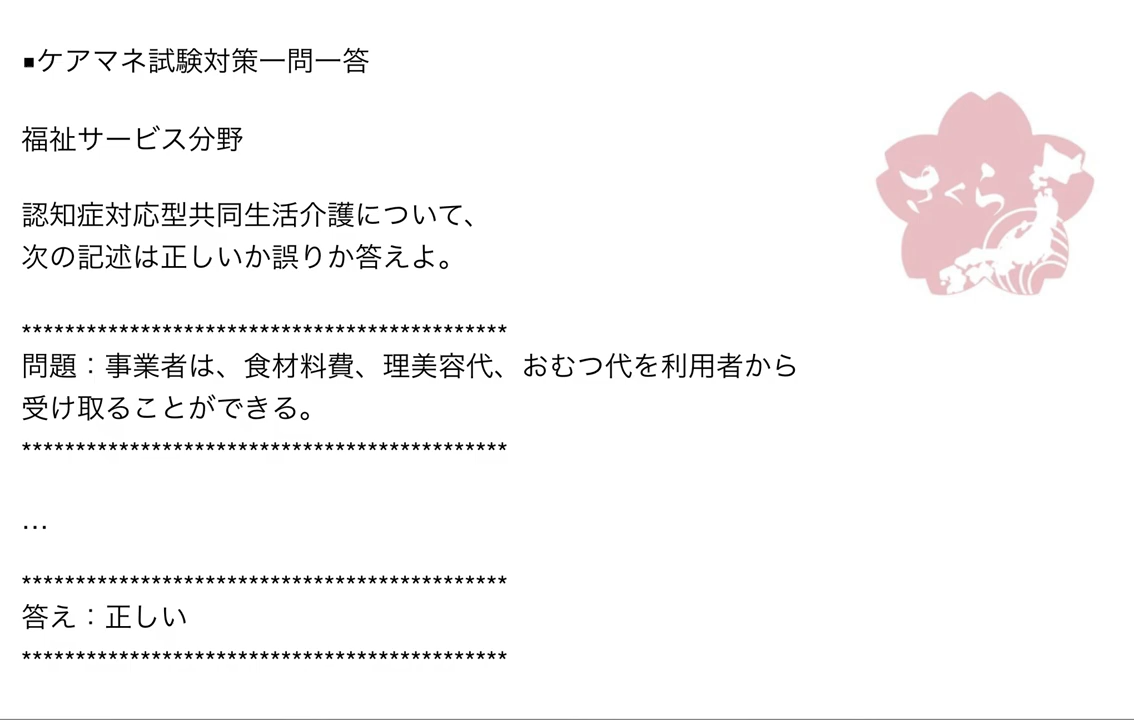 ▪ケアマネ試験対策一問一答
福祉サービス分野
認知症対応型共同生活介護について、
次の記述は正しいか誤りか答えよ。
さくら
*********************************************
問題：事業者は、食材料費、理美容代、おむつ代を利用者から
受け取ることができる。
*********************************************
…
*********************************************
答え：正しい
*********************************************